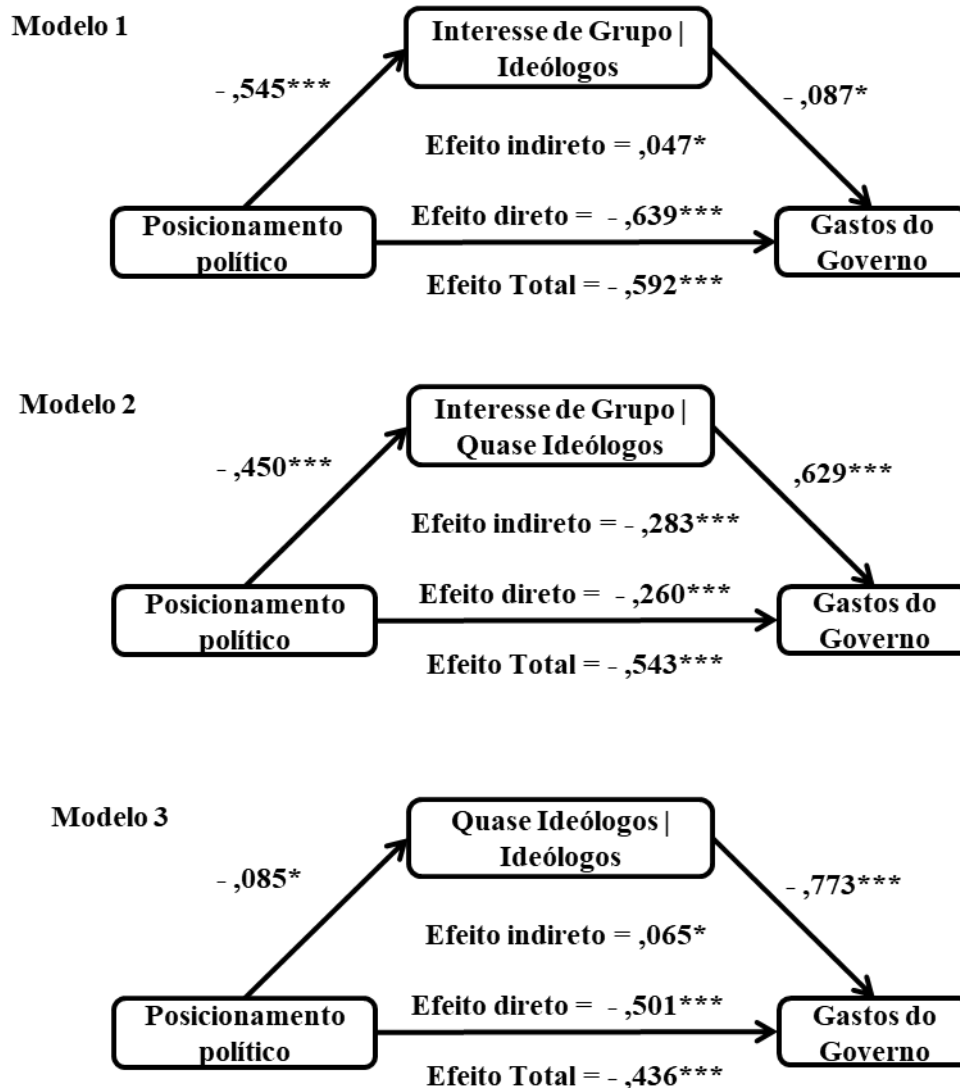 Modelo 1
Interesse de Grupo |
Ideólogos
- ,545***
- ,087*
Efeito indireto = ,047*
Posicionamento
político
Efeito direto = - ,639***
Gastos do
Governo
Efeito Total = - ,592***
Modelo 2
Interesse de Grupo |
Quase Ideólogos
- ,450***
,629***
Efeito indireto = - ,283***
Posicionamento
político
Efeito direto = - ,260***
Gastos do
Governo
Efeito Total = - ,543***
Modelo 3
Quase Ideólogos |
Ideólogos
- ,085*
- ,773***
Efeito indireto = ,065*
Posicionamento
político
Efeito direto = - ,501***
Gastos do
Governo
Efeito Total = - ,436***